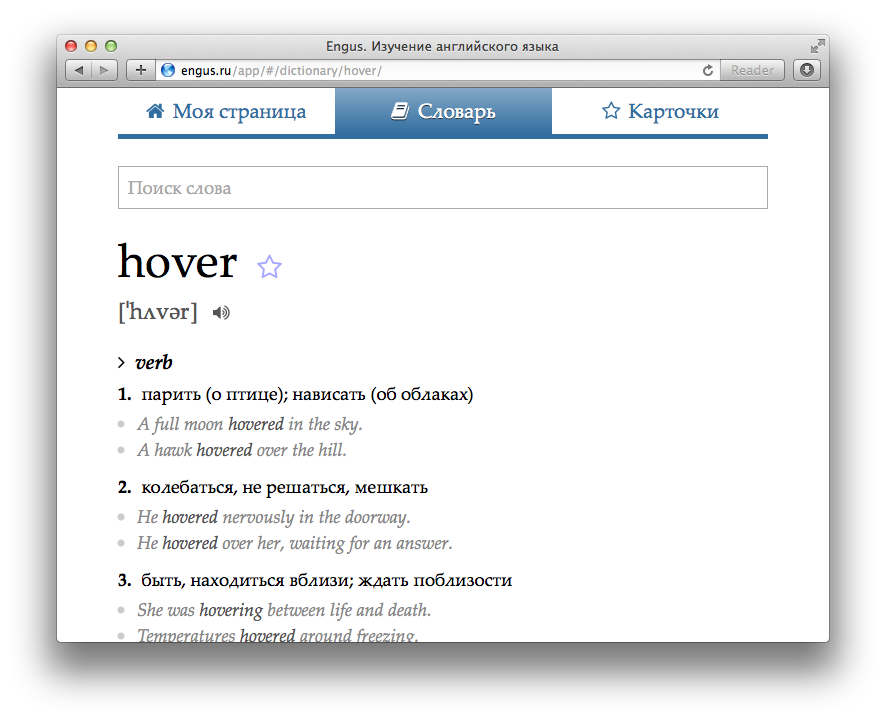 Engus. Изучение английского языка
engus.ru/app/#/dictionary/hover/
Reader
Моя страница
Словарь
Карточки
Поиск слова
hover
[ˈhʌvər]
verb
1. парить (о птице); нависать (об облаках)
A full moon hovered in the sky.
A hawk hovered over the hill.
2. колебаться, не решаться, мешкать
He hovered nervously in the doorway.
He hovered over her, waiting for an answer.
3. быть, находиться вблизи; ждать поблизости
She was hovering between life and death.
Temperatures hovered around freezing.